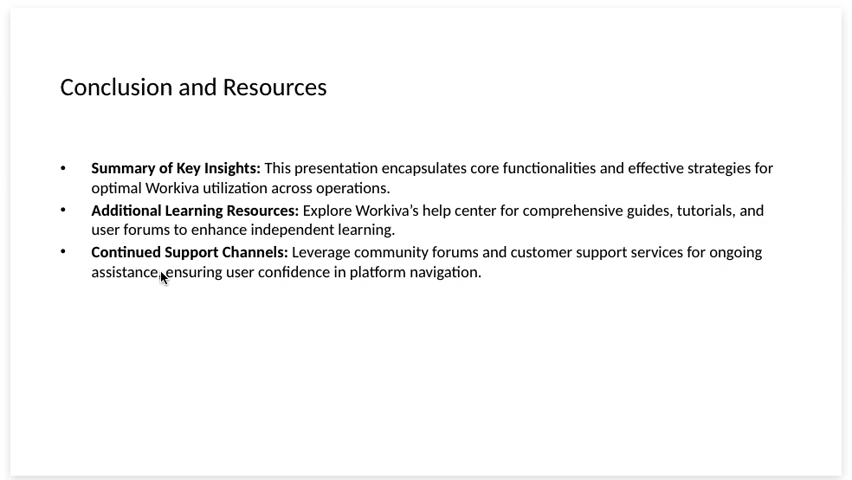 Conclusion and Resources
• Summary of Key Insights: This presentation encapsulates core functionalities and effective strategies for
optimal Workiva utilization across operations.
• Additional Learning Resources: Explore Workiva’s help center for comprehensive guides, tutorials, and
user forums to enhance independent learning.
• Continued Support Channels: Leverage community forums and customer support services for ongoing
assistance, ensuring user confidence in platform navigation.